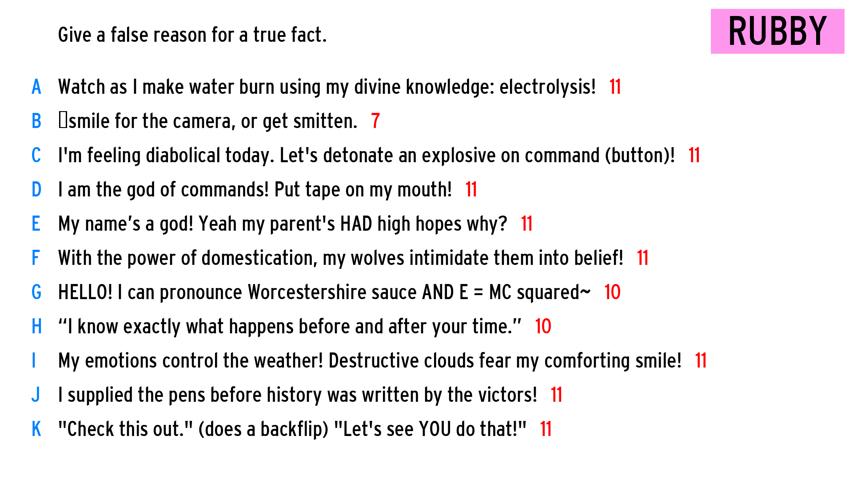 Give a false reason for a true fact.
RUBBY
A Watch as I make water burn using my divine knowledge: electrolysis! 11
B ▯smile for the camera, or get smitten. 7
C I'm feeling diabolical today. Let's detonate an explosive on command (button)! 11
D I am the god of commands! Put tape on my mouth! 11
E My name’s a god! Yeah my parent's HAD high hopes why? 11
F With the power of domestication, my wolves intimidate them into belief! 11
G HELLO! I can pronounce Worcestershire sauce AND E = MC squared~ 10
H “I know exactly what happens before and after your time.” 10
I My emotions control the weather! Destructive clouds fear my comforting smile! 11
J I supplied the pens before history was written by the victors! 11
K "Check this out." (does a backflip) "Let's see YOU do that!" 11